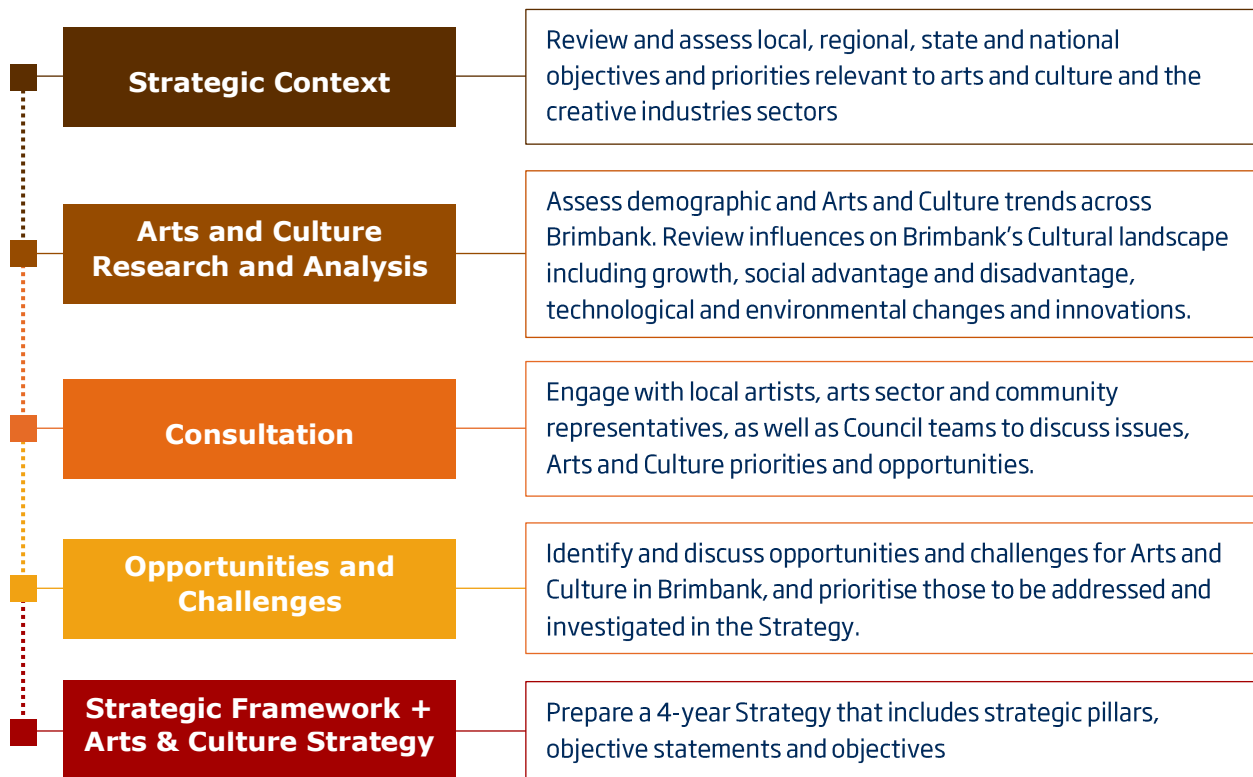 Strategic Context
Review and assess local, regional, state and national
objectives and priorities relevant to arts and culture and the
creative industries sectors
Arts and Culture
Research and Analysis
Assess demographic and Arts and Culture trends across
Brimbank. Review influences on Brimbank’s Cultural landscape
including growth, social advantage and disadvantage,
technological and environmental changes and innovations.
Consultation
Engage with local artists, arts sector and community
representatives, as well as Council teams to discuss issues,
Arts and Culture priorities and opportunities.
Opportunities and
Challenges
Identify and discuss opportunities and challenges for Arts and
Culture in Brimbank, and prioritise those to be addressed and
investigated in the Strategy.
Strategic Framework +
Arts & Culture Strategy
Prepare a 4-year Strategy that includes strategic pillars,
objective statements and objectives